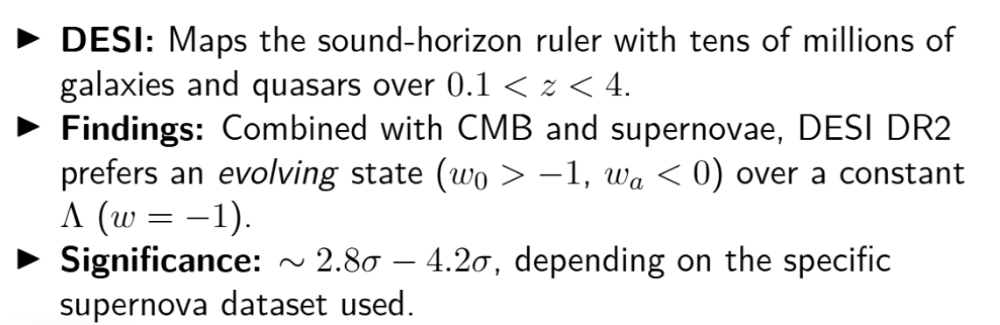 ▶ DESI: Maps the sound-horizon ruler with tens of millions of
galaxies and quasars over 0.1 < z < 4.
▶ Findings: Combined with CMB and supernovae, DESI DR2
prefers an evolving state (w₀ > −1, wₐ < 0) over a constant
Λ (w = −1).
▶ Significance: ∼ 2.8σ – 4.2σ, depending on the specific
supernova dataset used.